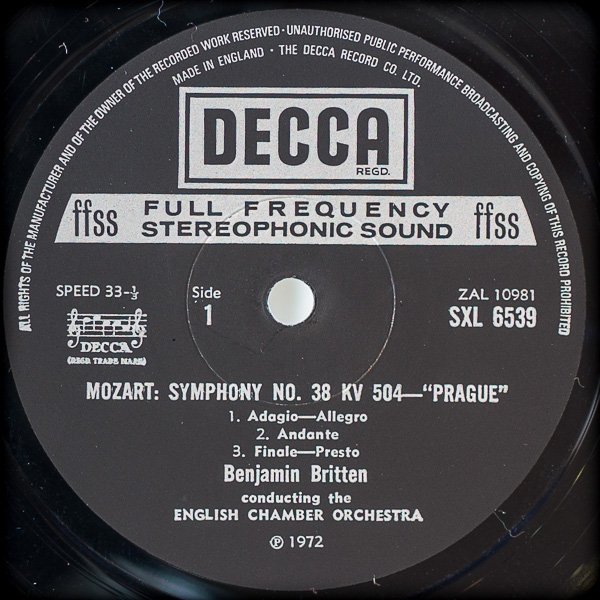 ALL RIGHTS OF THE MANUFACTURER AND OF THE OWNER OF THE RECORDED WORK RESERVED · UNAUTHORISED PUBLIC PERFORMANCE BROADCASTING AND COPYING OF THIS RECORD PROHIBITED
MADE IN ENGLAND · THE DECCA RECORD CO. LTD.
DECCA
REGD.
ffss FULL FREQUENCY STEREOPHONIC SOUND ffss
SPEED 33-⅓
Side
1
ZAL 10981
SXL 6539
DECCA
(REGD. TRADE MARK)
MOZART: SYMPHONY NO. 38 KV 504—"PRAGUE"
1. Adagio—Allegro
2. Andante
3. Finale—Presto
Benjamin Britten
conducting the
ENGLISH CHAMBER ORCHESTRA
℗ 1972